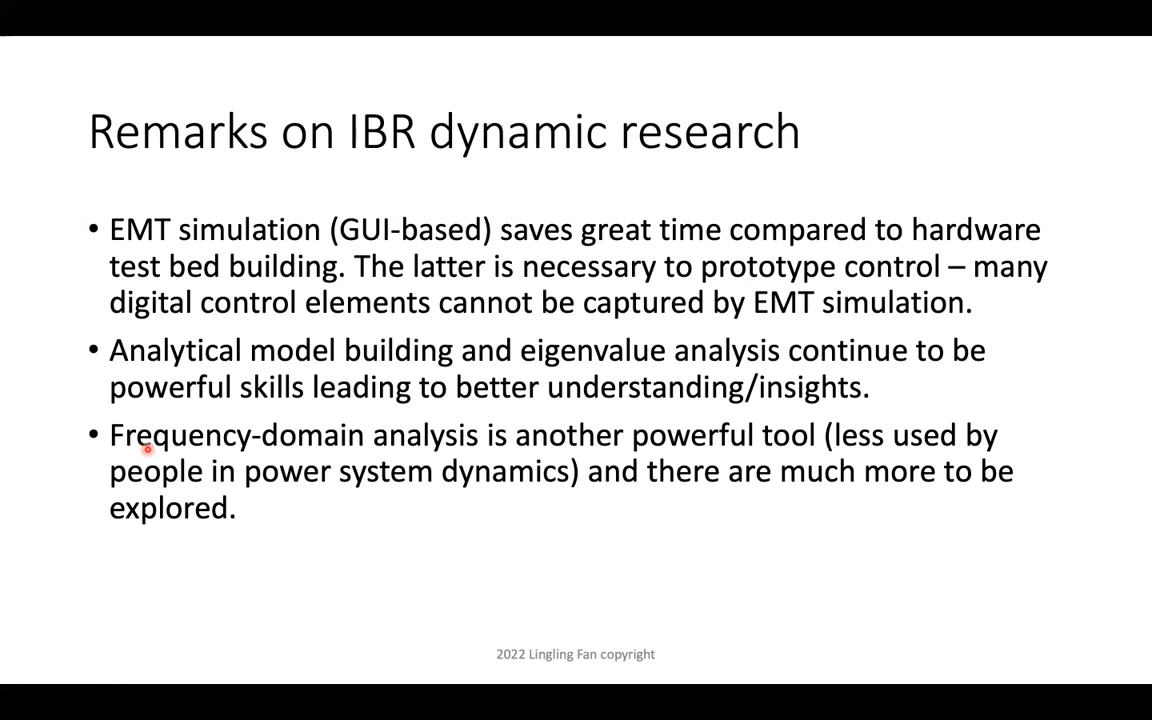 Remarks on IBR dynamic research
• EMT simulation (GUI-based) saves great time compared to hardware
test bed building. The latter is necessary to prototype control – many
digital control elements cannot be captured by EMT simulation.
• Analytical model building and eigenvalue analysis continue to be
powerful skills leading to better understanding/insights.
• Frequency-domain analysis is another powerful tool (less used by
people in power system dynamics) and there are much more to be
explored.
2022 Lingling Fan copyright